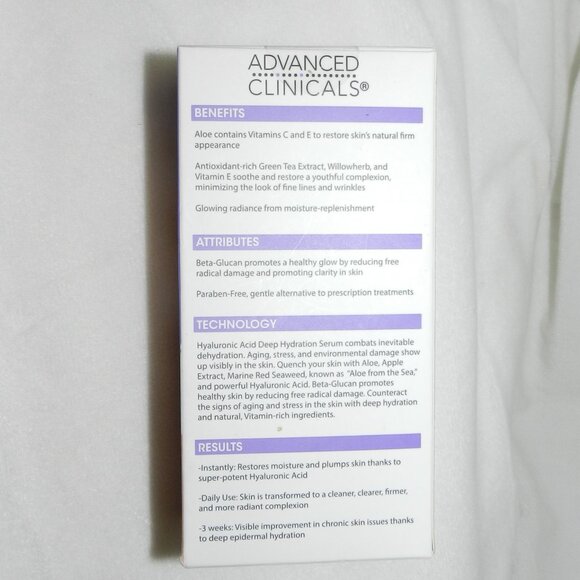 ADVANCED
CLINICALS®
BENEFITS
Aloe contains Vitamins C and E to restore skin's natural firm
appearance
Antioxidant-rich Green Tea Extract, Willowherb, and
Vitamin E soothe and restore a youthful complexion,
minimizing the look of fine lines and wrinkles
Glowing radiance from moisture-replenishment
ATTRIBUTES
Beta-Glucan promotes a healthy glow by reducing free
radical damage and promoting clarity in skin
Paraben-Free, gentle alternative to prescription treatments
TECHNOLOGY
Hyaluronic Acid Deep Hydration Serum combats inevitable
dehydration. Aging, stress, and environmental damage show
up visibly in the skin. Quench your skin with Aloe, Apple
Extract, Marine Red Seaweed, known as "Aloe from the Sea,"
and powerful Hyaluronic Acid. Beta-Glucan promotes
healthy skin by reducing free radical damage. Counteract
the signs of aging and stress in the skin with deep hydration
and natural, Vitamin-rich ingredients.
RESULTS
-Instantly: Restores moisture and plumps skin thanks to
super-potent Hyaluronic Acid
-Daily Use: Skin is transformed to a cleaner, clearer, firmer,
and more radiant complexion
-3 weeks: Visible improvement in chronic skin issues thanks
to deep epidermal hydration